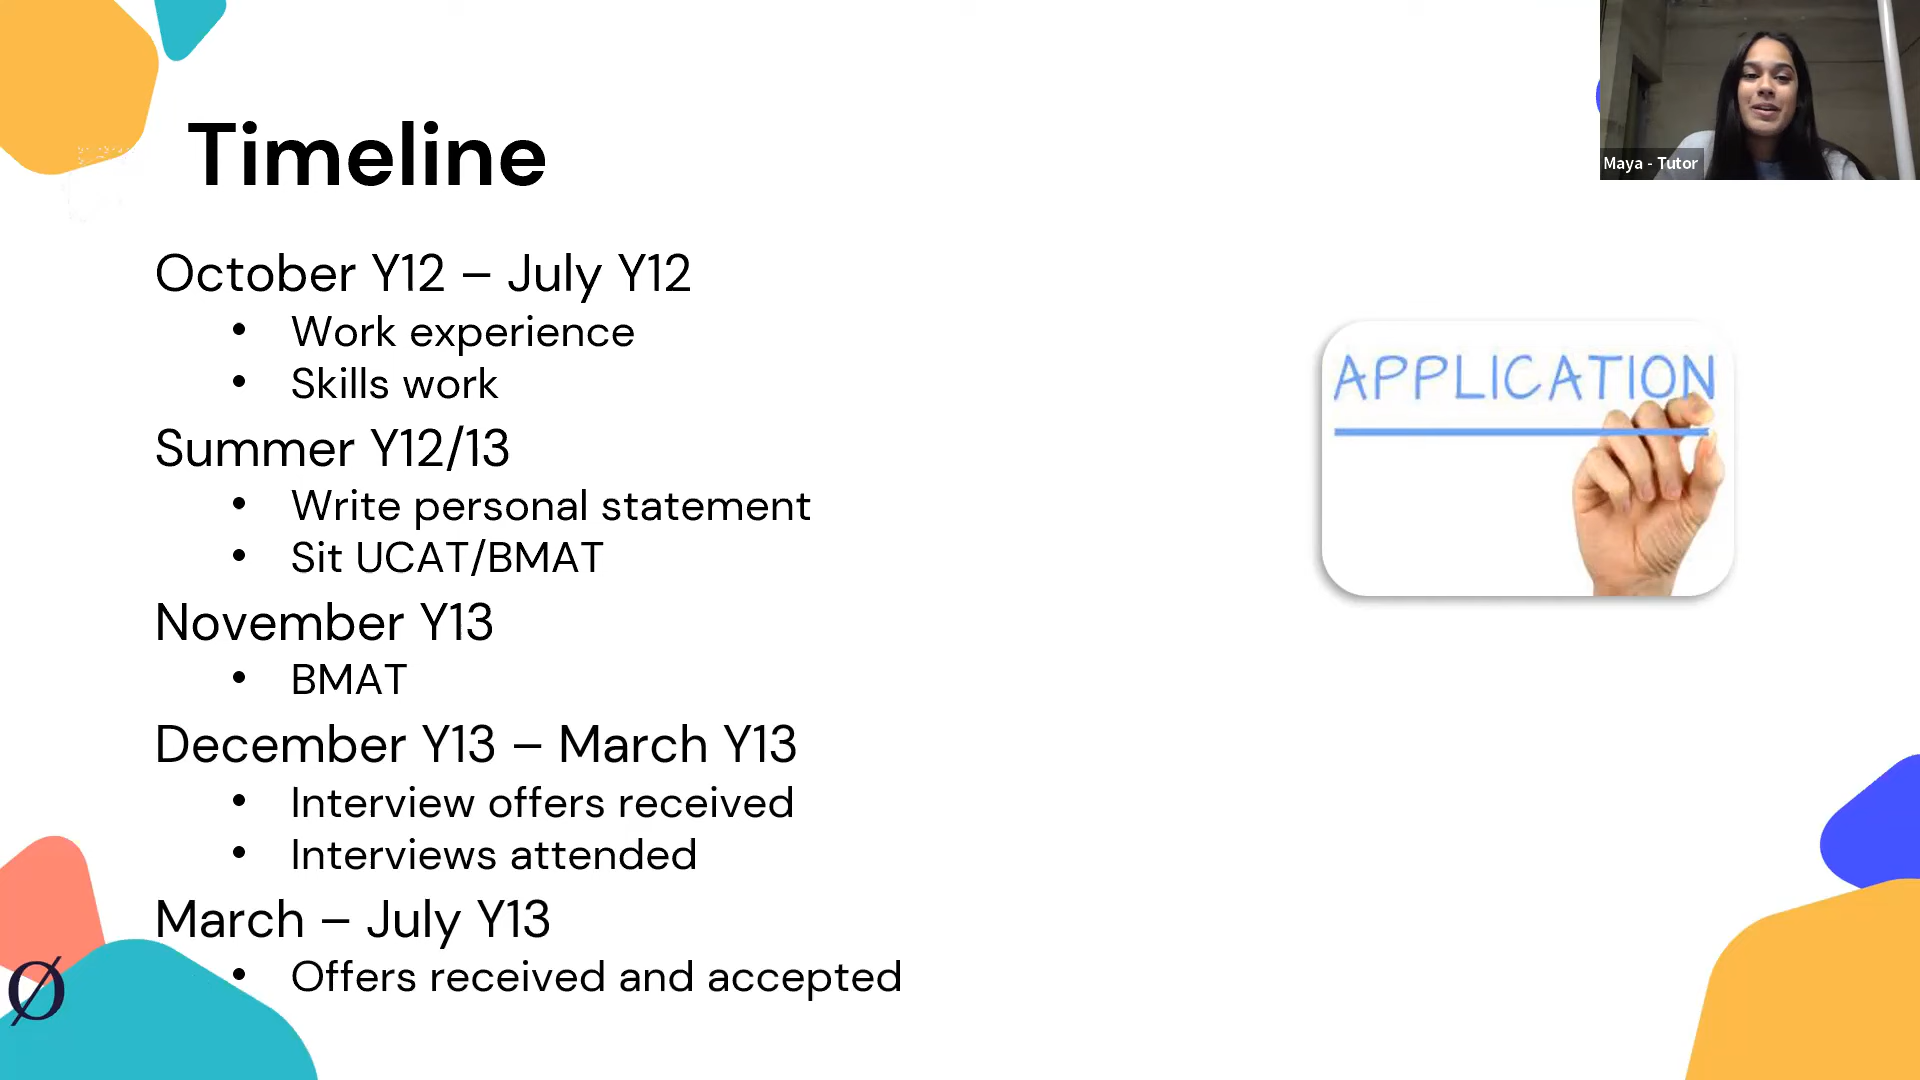 Timeline
October Y12 – July Y12
• Work experience
• Skills work
Summer Y12/13
• Write personal statement
• Sit UCAT/BMAT
November Y13
• BMAT
December Y13 – March Y13
• Interview offers received
• Interviews attended
March – July Y13
• Offers received and accepted
APPLICATION
Maya - Tutor
Ø